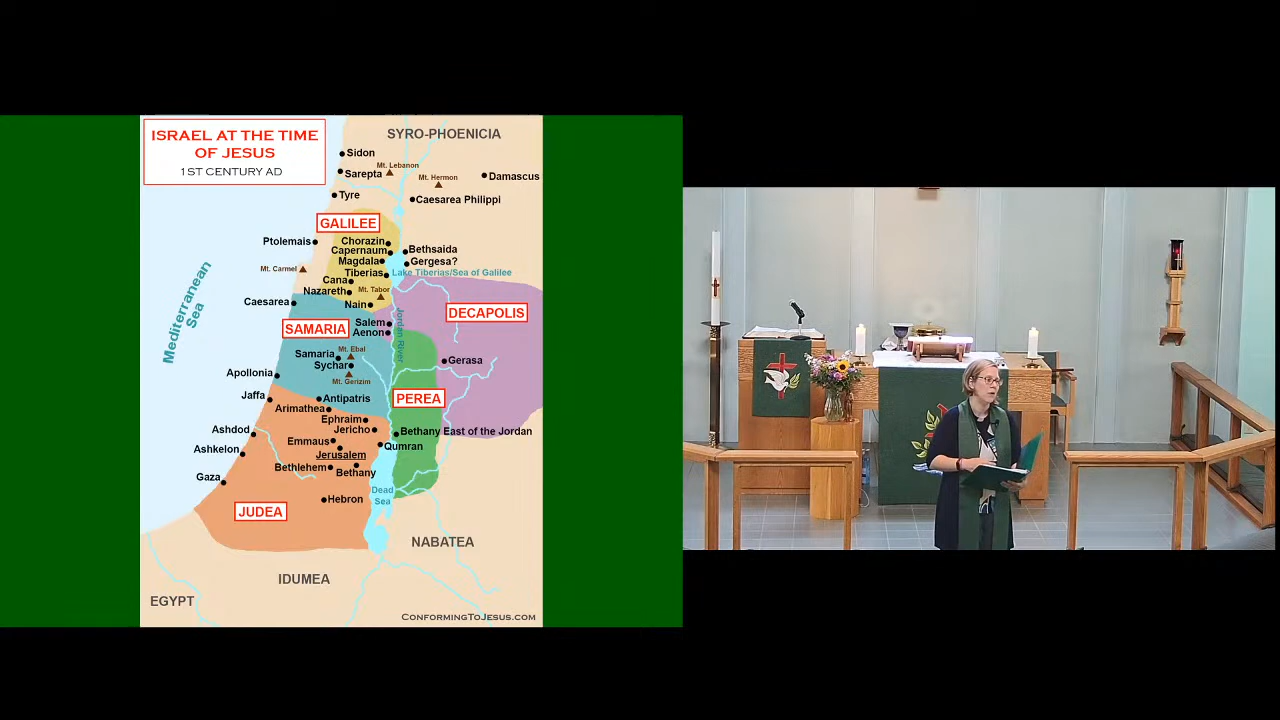 ISRAEL AT THE TIME
OF JESUS
1ST CENTURY AD
SYRO-PHOENICIA
Sidon
Mt. Lebanon
Sarepta
Mt. Hermon
Damascus
Tyre
Caesarea Philippi
GALILEE
Ptolemais
Chorazin
Capernaum
Bethsaida
Magdala
Gergesa?
Mt. Carmel
Tiberias
Lake Tiberias/Sea of Galilee
Cana
Nazareth
Mt. Tabor
Caesarea
Nain
Mediterranean
Sea
DECAPOLIS
SAMARIA
Salem
Aenon
Jordan River
Samaria
Mt. Ebal
Sychar
Gerasa
Apollonia
Mt. Gerizim
Jaffa
Antipatris
PEREA
Arimathea
Ephraim
Ashdod
Jericho
Bethany East of the Jordan
Emmaus
Qumran
Ashkelon
Jerusalem
Bethlehem
Bethany
Gaza
Dead
Sea
Hebron
JUDEA
NABATEA
IDUMEA
EGYPT
CONFORMINGTOJESUS.COM